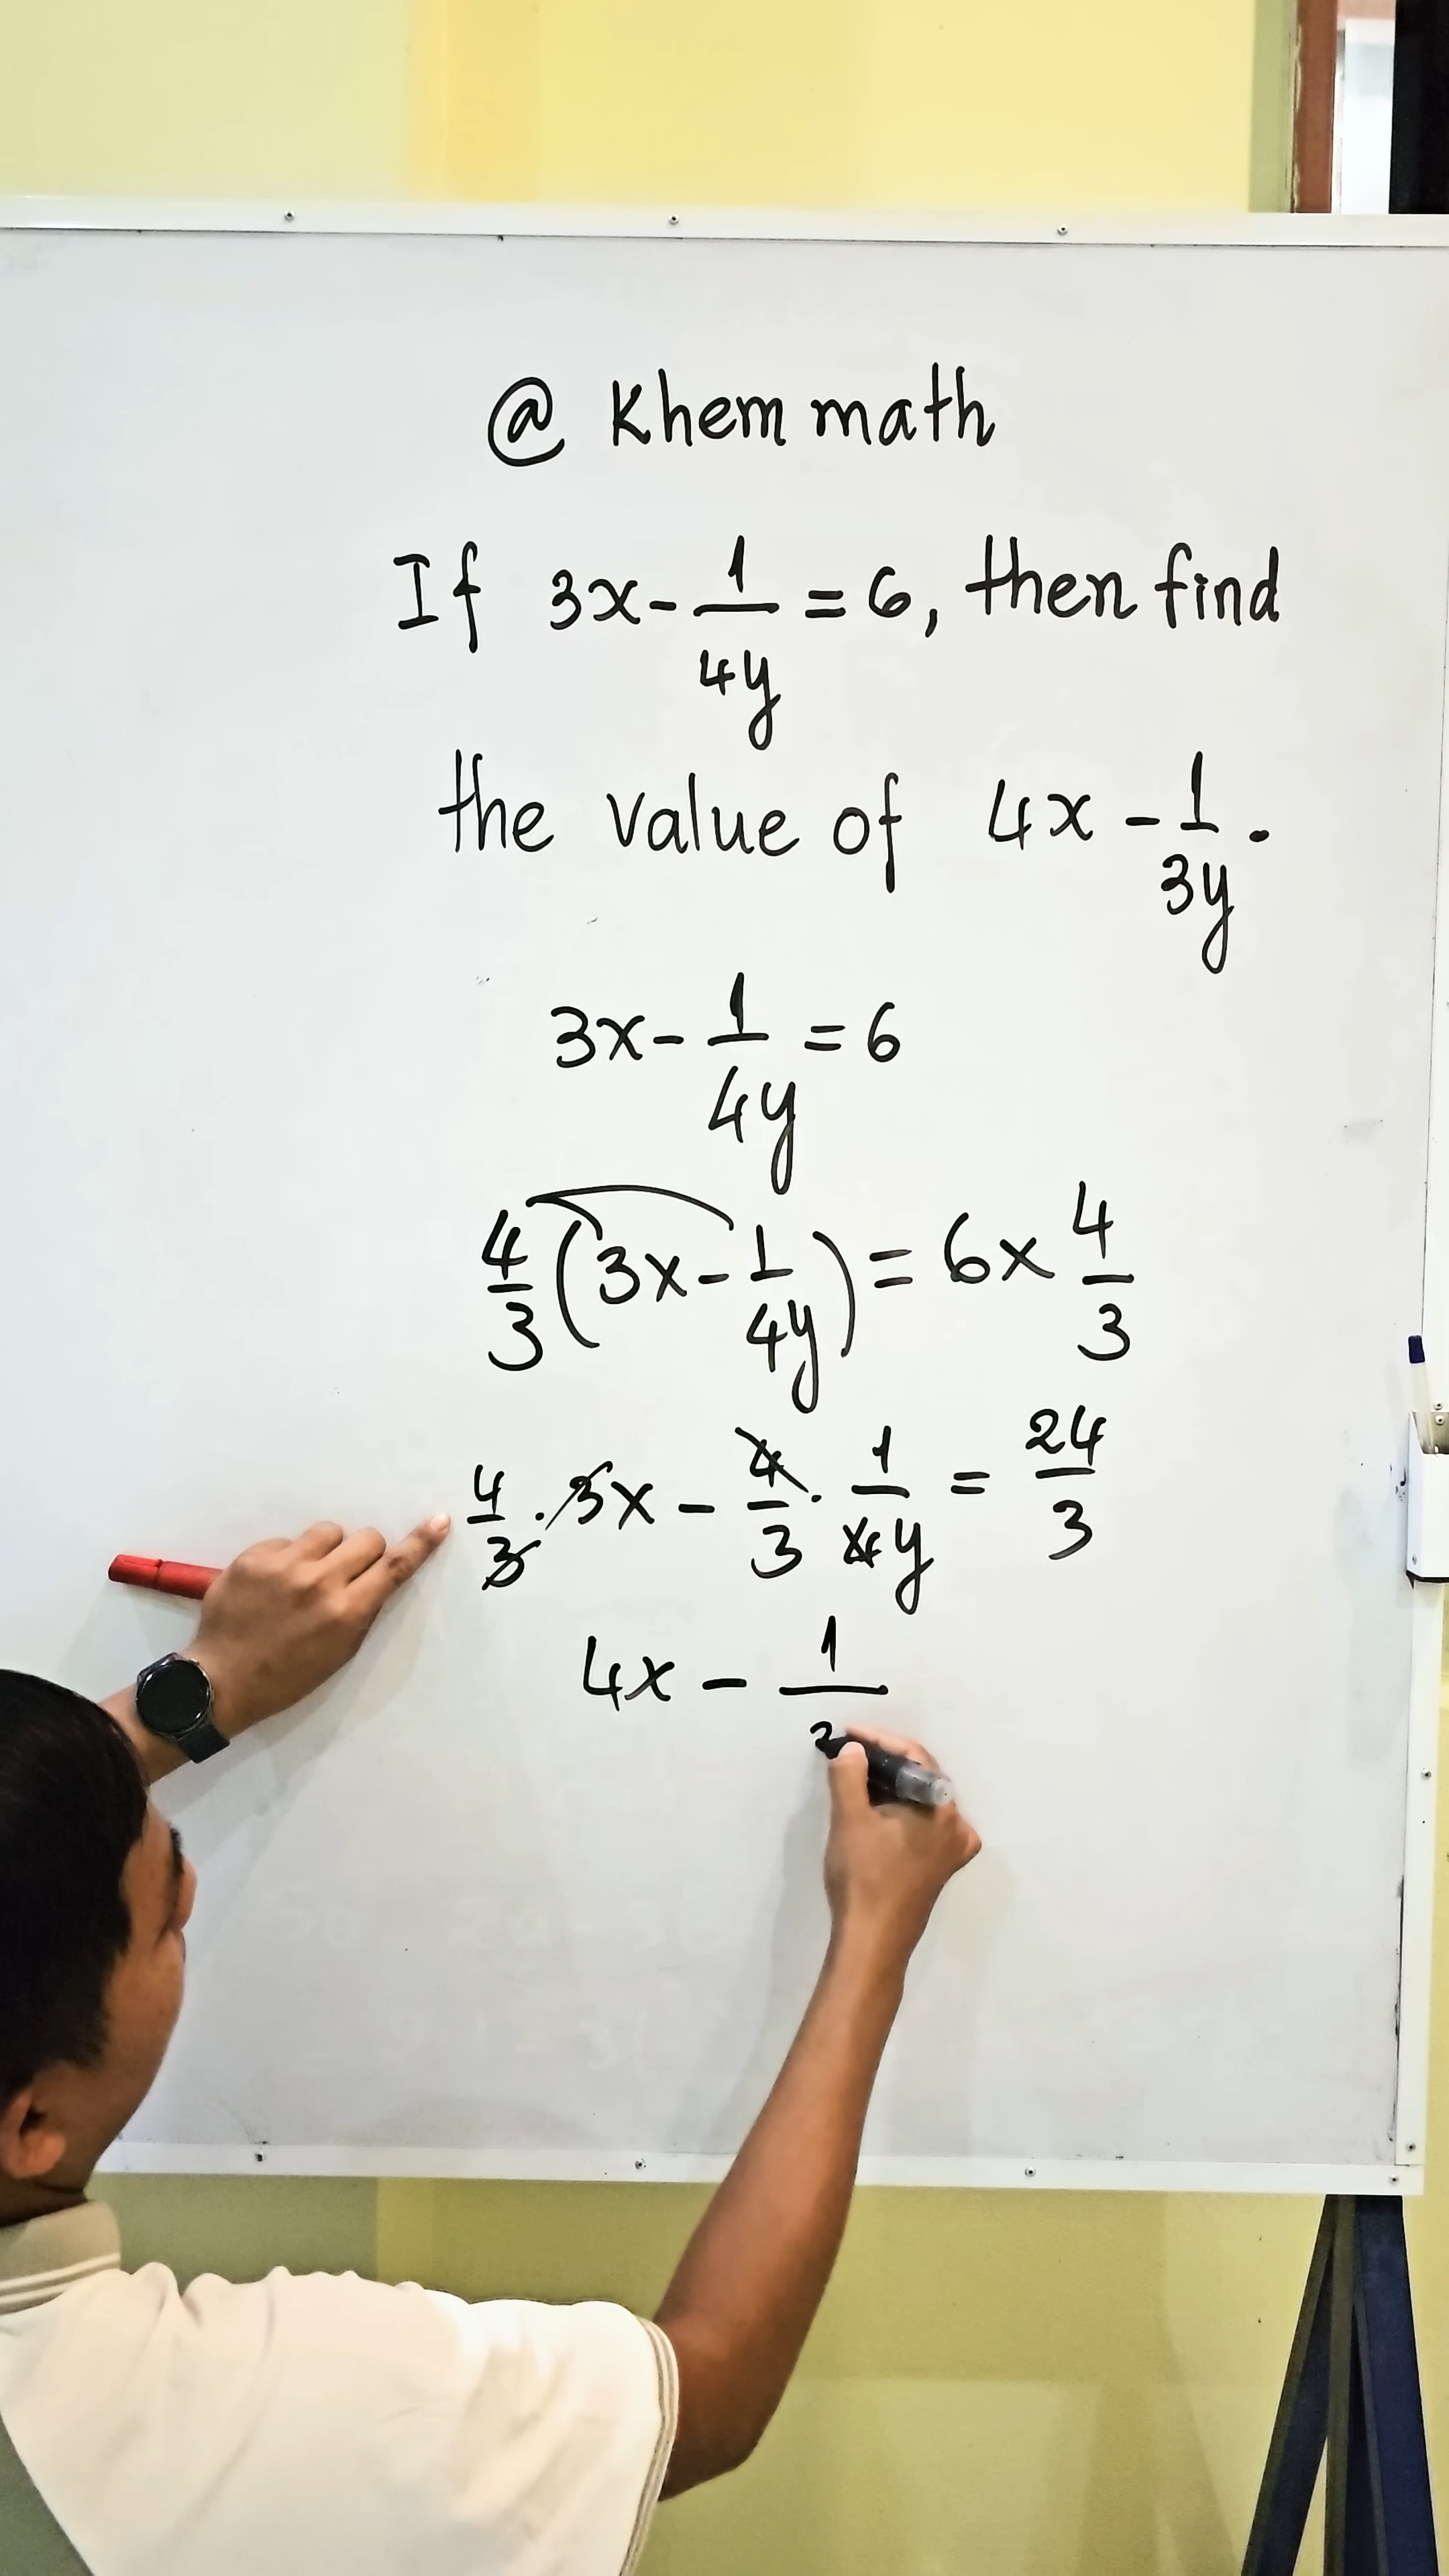 @ Khem math
If 3x - 1/4y = 6, then find
the value of 4x - 1/3y.
3x - 1/4y = 6
4/3 (3x - 1/4y) = 6 x 4/3
4/3 . 3x - 4/3 . 1/4y = 24/3
4x - 1/